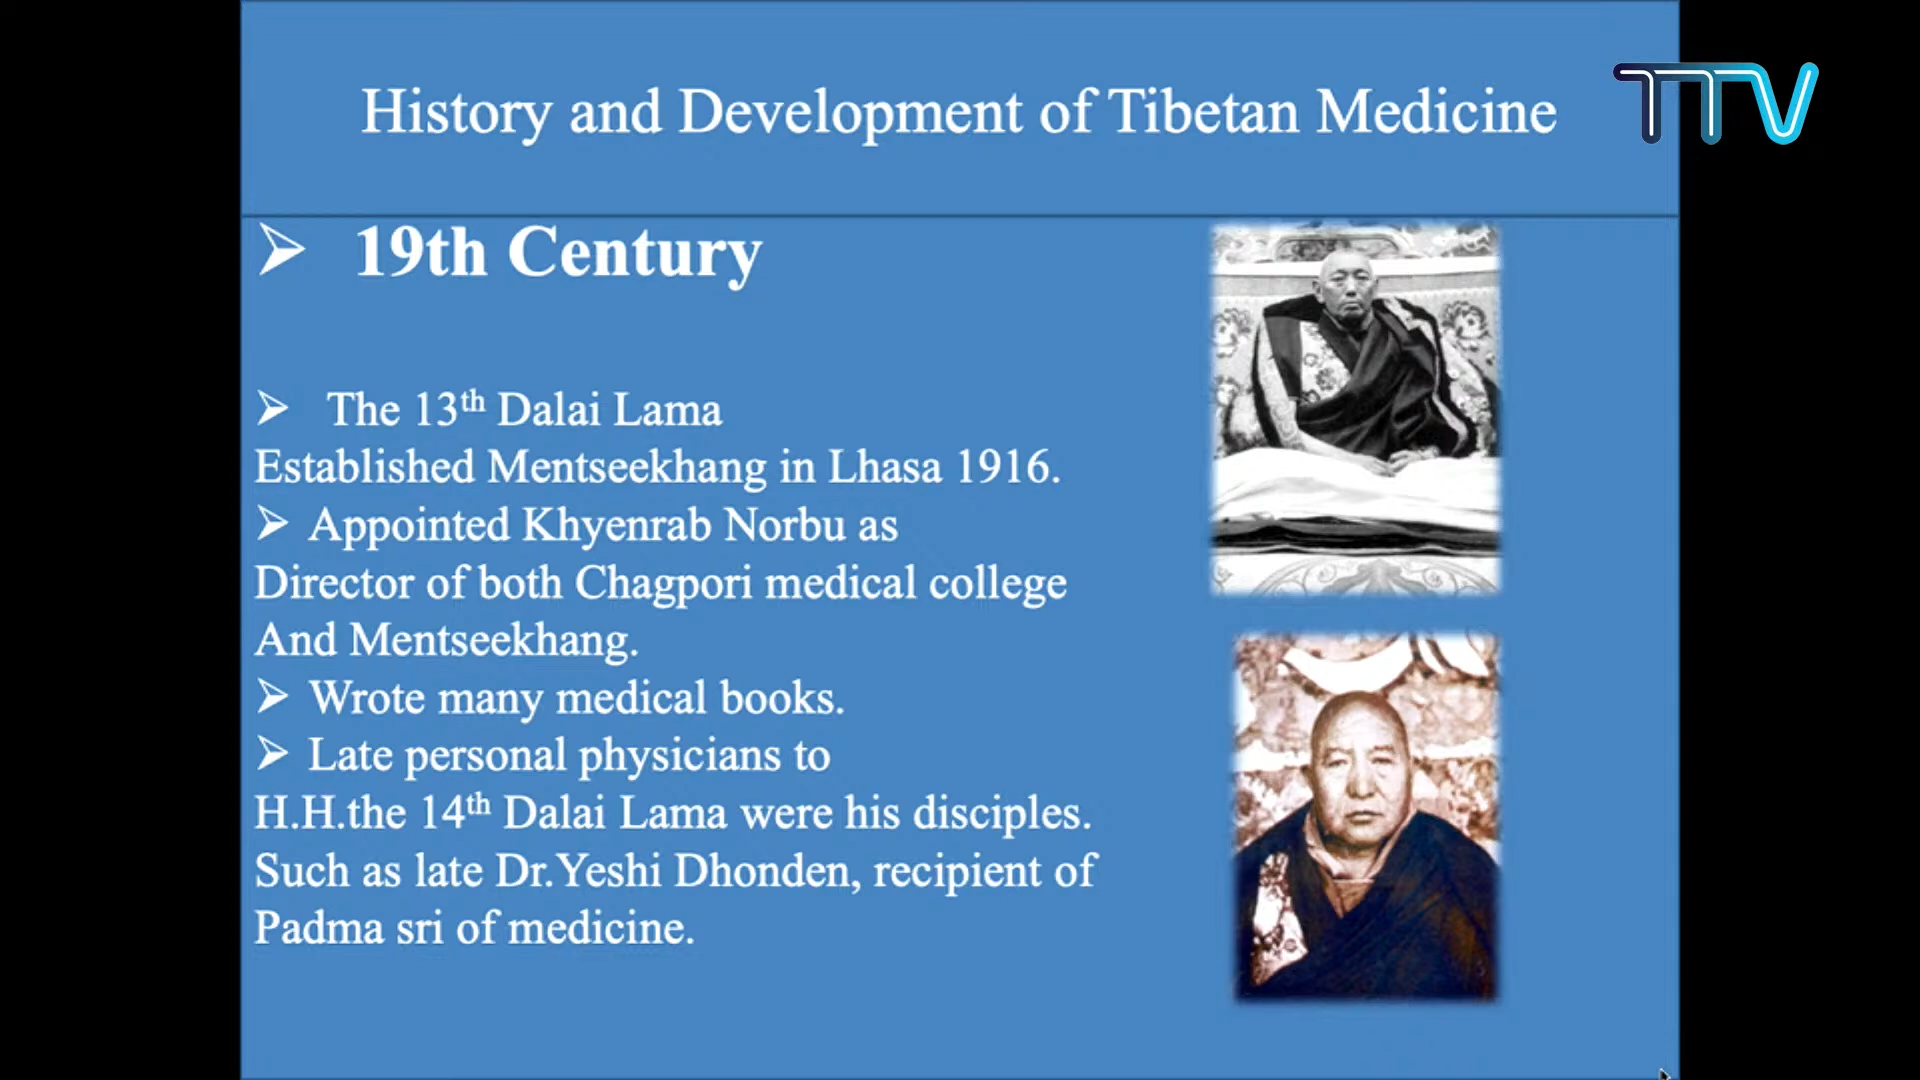 History and Development of Tibetan Medicine
TTV
➢ 19th Century
➢ The 13th Dalai Lama
Established Mentseekhang in Lhasa 1916.
➢ Appointed Khyenrab Norbu as
Director of both Chagpori medical college
And Mentseekhang.
➢ Wrote many medical books.
➢ Late personal physicians to
H.H.the 14th Dalai Lama were his disciples.
Such as late Dr.Yeshi Dhonden, recipient of
Padma sri of medicine.